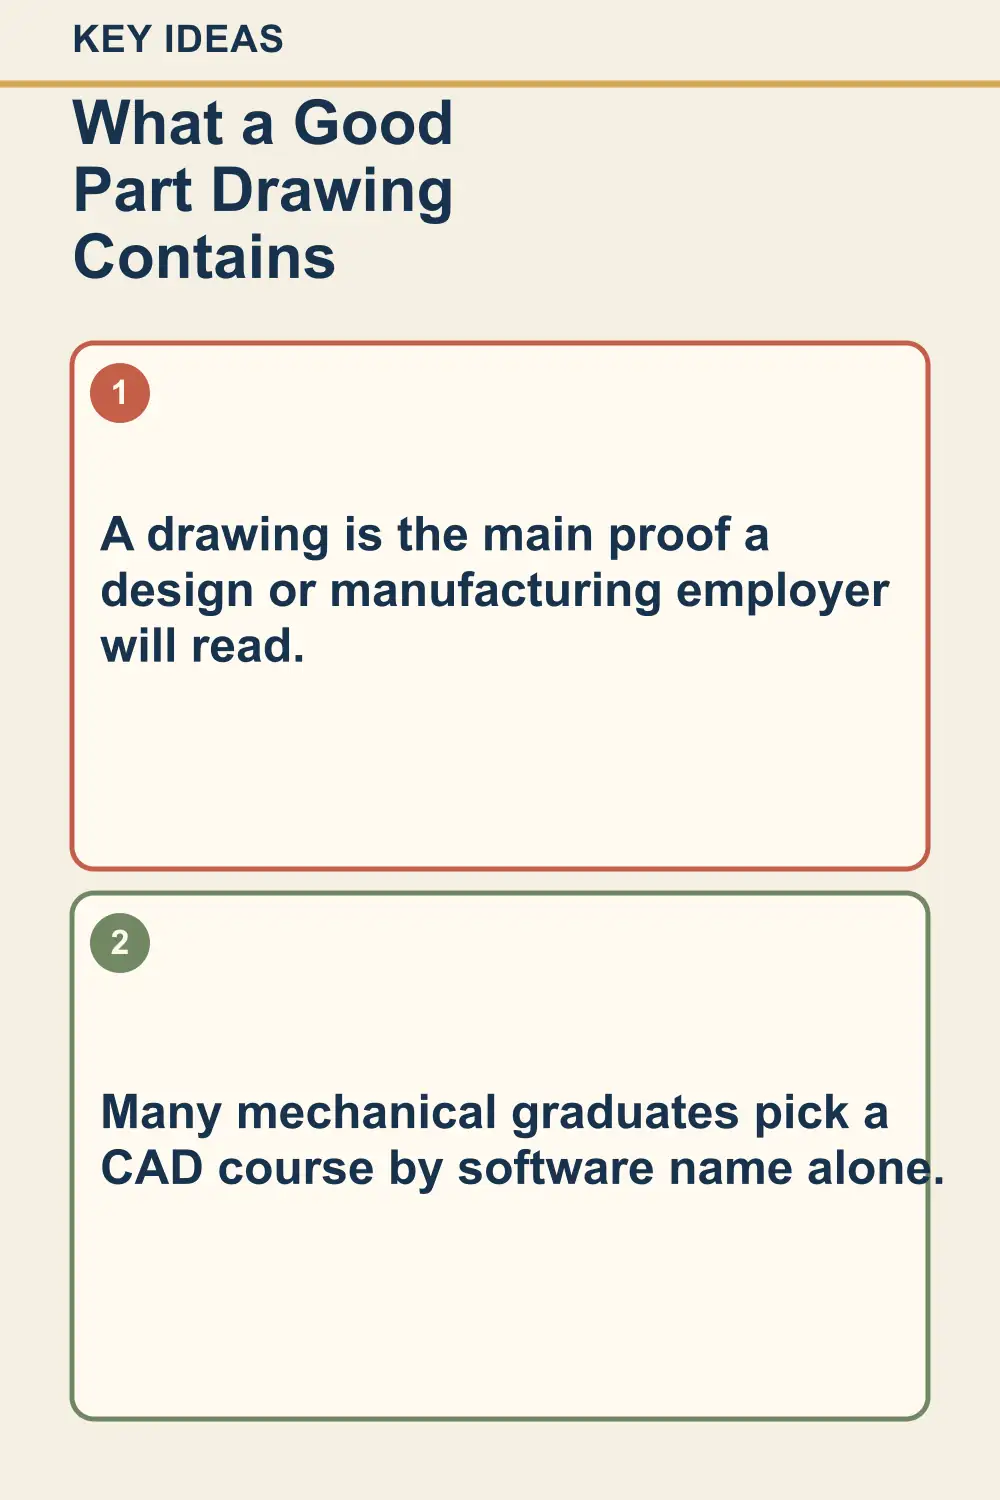 KEY IDEAS
What a Good
Part Drawing
Contains
1
A drawing is the main proof a
design or manufacturing employer
will read.
2
Many mechanical graduates pick a
CAD course by software name alone.